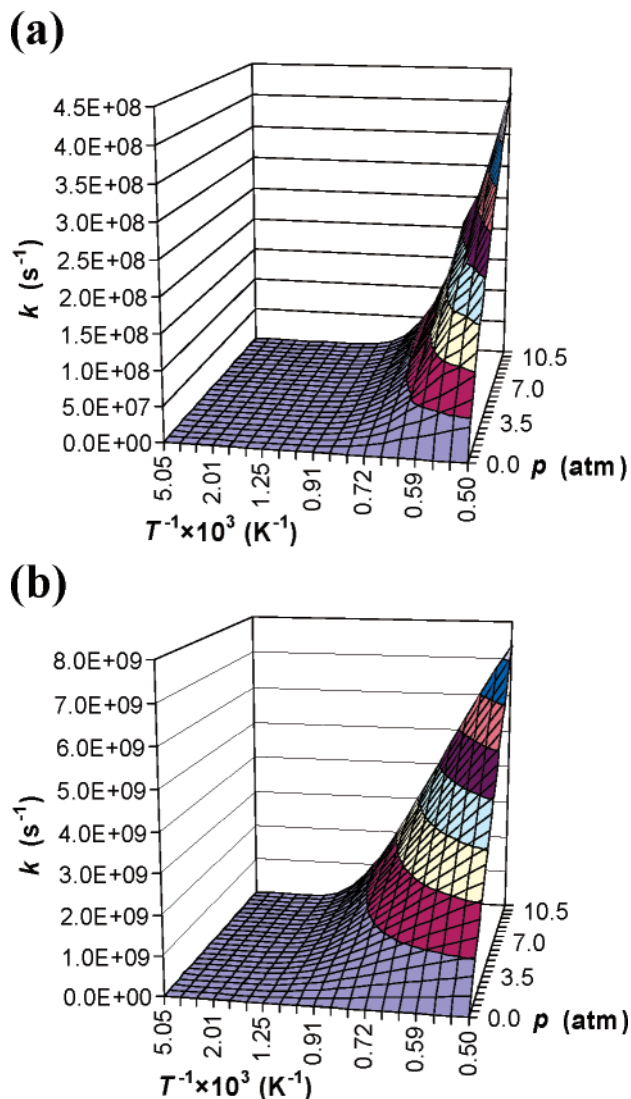 (a)
4.5E+08
4.0E+08
3.5E+08
3.0E+08
2.5E+08
2.0E+08
1.5E+08
1.0E+08
5.0E+07
0.0E+00
k (s⁻¹)
5.05
2.01
1.25
0.91
0.72
0.59
0.50
T⁻¹×10³ (K⁻¹)
10.5
7.0
3.5
0.0 p (atm)
(b)
8.0E+09
7.0E+09
6.0E+09
5.0E+09
4.0E+09
3.0E+09
2.0E+09
1.0E+09
0.0E+00
k (s⁻¹)
5.05
2.01
1.25
0.91
0.72
0.59
0.50
T⁻¹×10³ (K⁻¹)
10.5
7.0
3.5
0.0 p (atm)